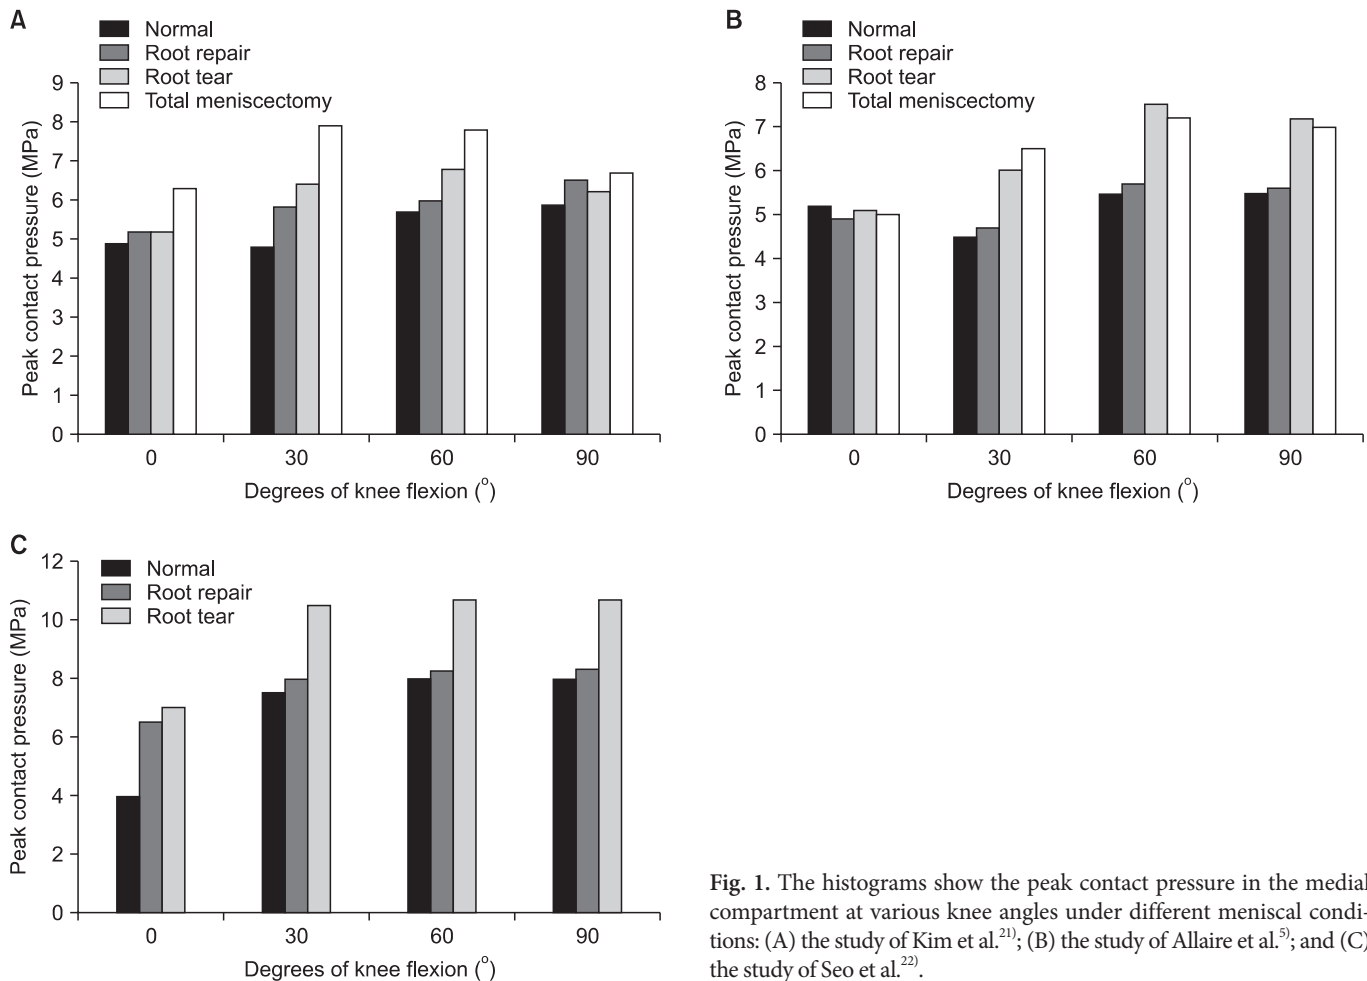 A
Normal
Root repair
Root tear
Total meniscectomy
Peak contact pressure (MPa)
9
8
7
6
5
4
3
2
1
0
0 30 60 90
Degrees of knee flexion (°)
B
Normal
Root repair
Root tear
Total meniscectomy
Peak contact pressure (MPa)
8
7
6
5
4
3
2
1
0
0 30 60 90
Degrees of knee flexion (°)
C
Normal
Root repair
Root tear
Peak contact pressure (MPa)
12
10
8
6
4
2
0
0 30 60 90
Degrees of knee flexion (°)
Fig. 1. The histograms show the peak contact pressure in the medial
compartment at various knee angles under different meniscal condi-
tions: (A) the study of Kim et al.21); (B) the study of Allaire et al.5); and (C)
the study of Seo et al.22).